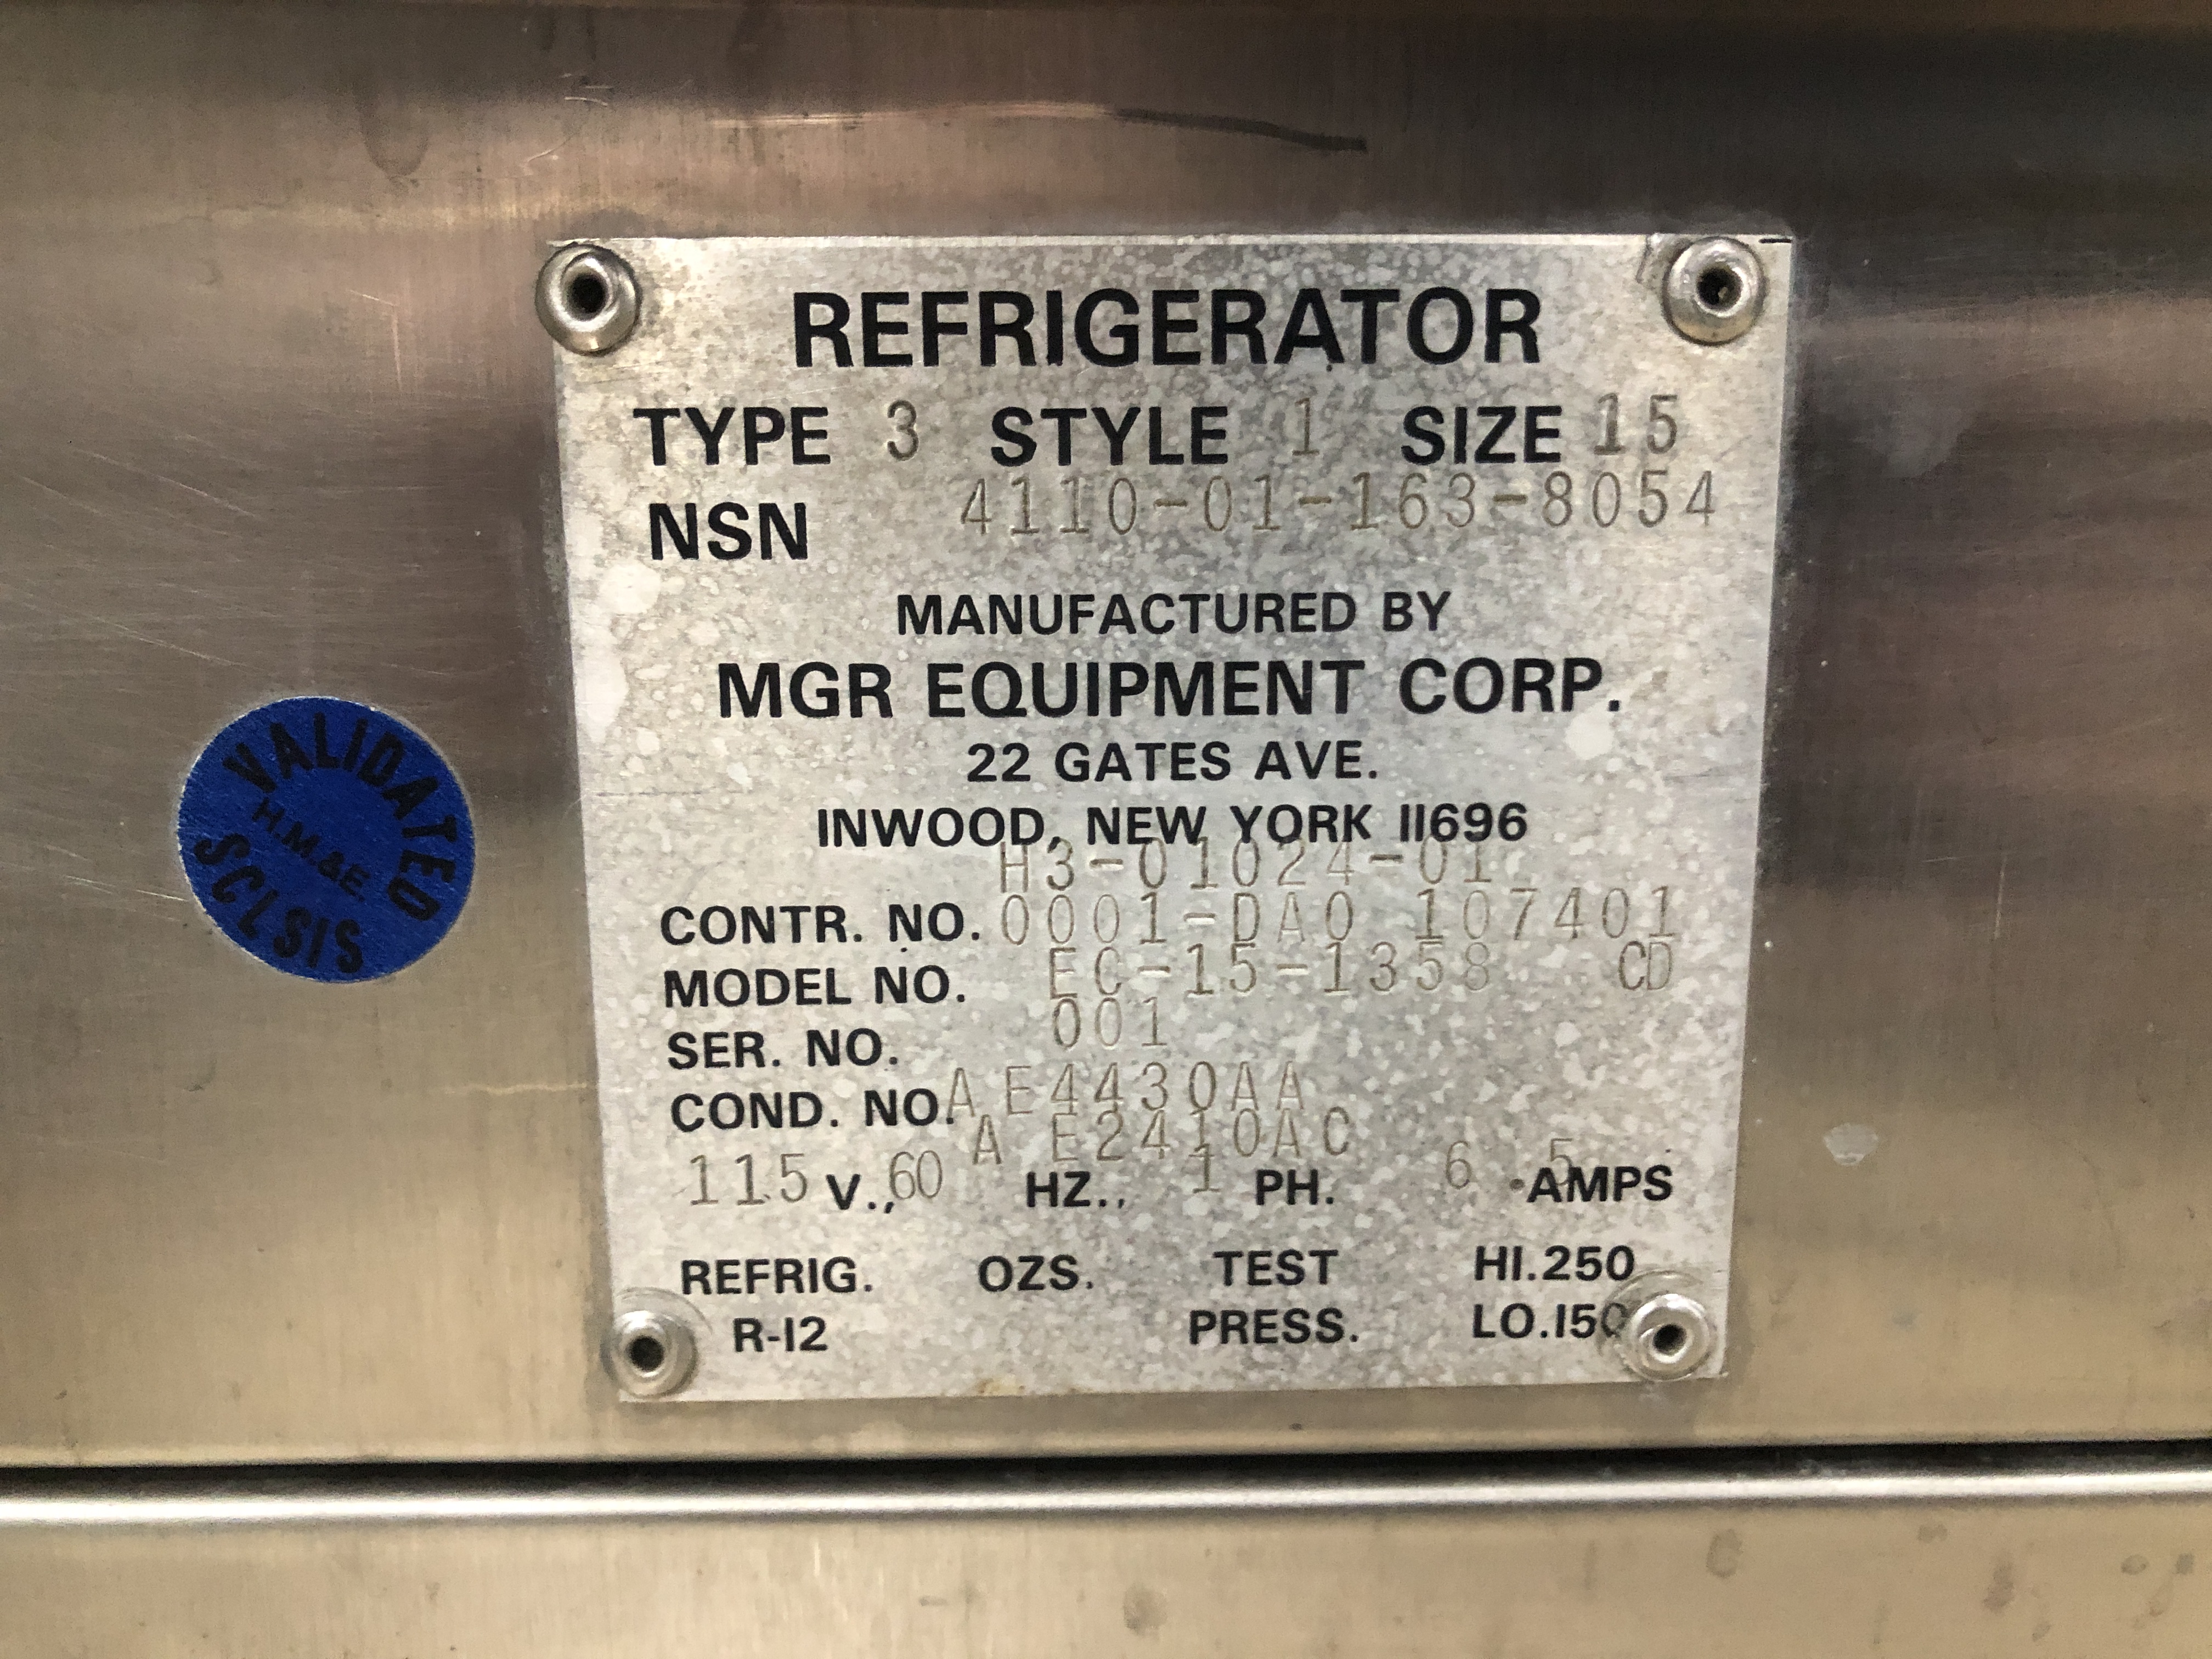 REFRIGERATOR
TYPE 3 STYLE 1 SIZE 15
NSN 4110-01-163-8054
MANUFACTURED BY
MGR EQUIPMENT CORP.
22 GATES AVE.
INWOOD, NEW YORK 11696
H3-01024-01
CONTR. NO. 0001-DAO 107401
MODEL NO. EC-15-1358 CD
SER. NO. 001
COND. NO. A E4430AA
A E2410AC
115 V., 60 HZ., 1 PH. 6.5 AMPS
REFRIG. OZS. TEST HI.250
R-12 PRESS. LO.150
VALIDATED
H.M.&E.
SCLSIS